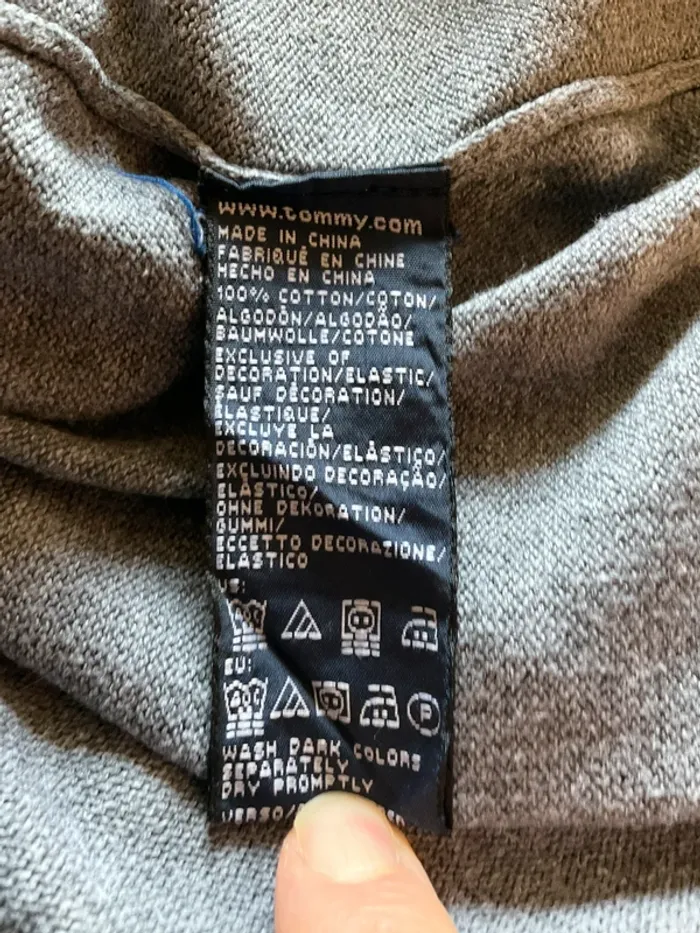 www.tommy.com
MADE IN CHINA
FABRIQUÉ EN CHINE
HECHO EN CHINA
100% COTTON/COTON/
ALGODÓN/ALGODÃO/
BAUMWOLLE/COTONE
EXCLUSIVE OF
DECORATION/ELASTIC/
SAUF DÉCORATION/
ÉLASTIQUE/
EXCLUYE LA
DECORACIÓN/ELÁSTICO/
EXCLUINDO DECORAÇÃO/
ELÁSTICO/
OHNE DEKORATION/
GUMMI/
ECCETTO DECORAZIONE/
ELASTICO
US:
EU:
P
WASH DARK COLORS
SEPARATELY
DRY PROMPTLY
VERSO/